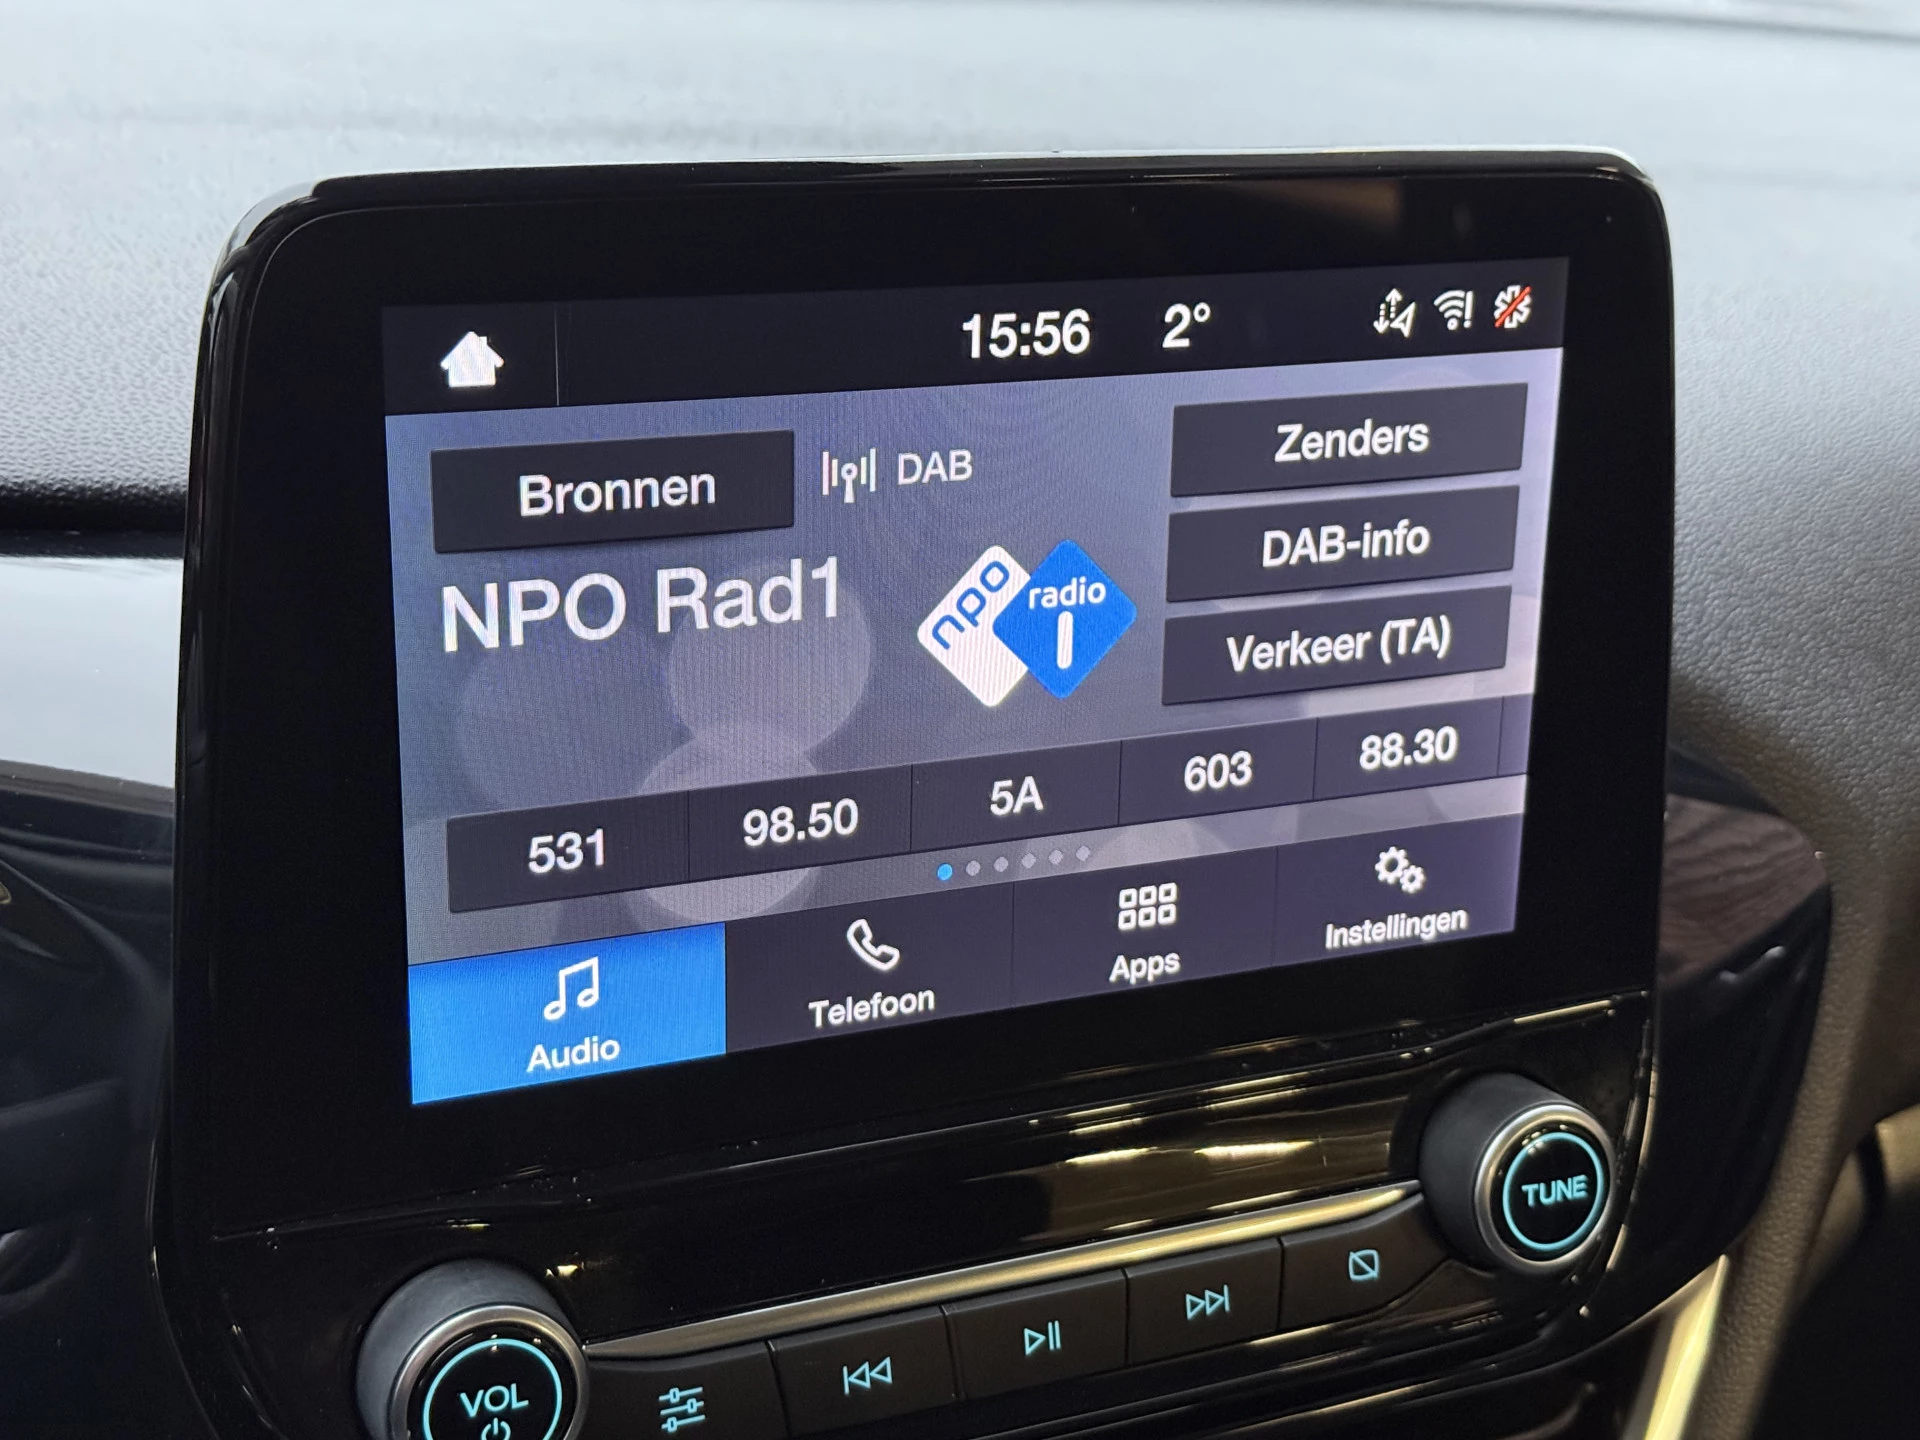 15:56 2°
Bronnen
DAB
Zenders
NPO Rad1
npo
radio
1
DAB-info
Verkeer (TA)
531
98.50
5A
603
88.30
Audio
Telefoon
Apps
Instellingen
TUNE
VOL